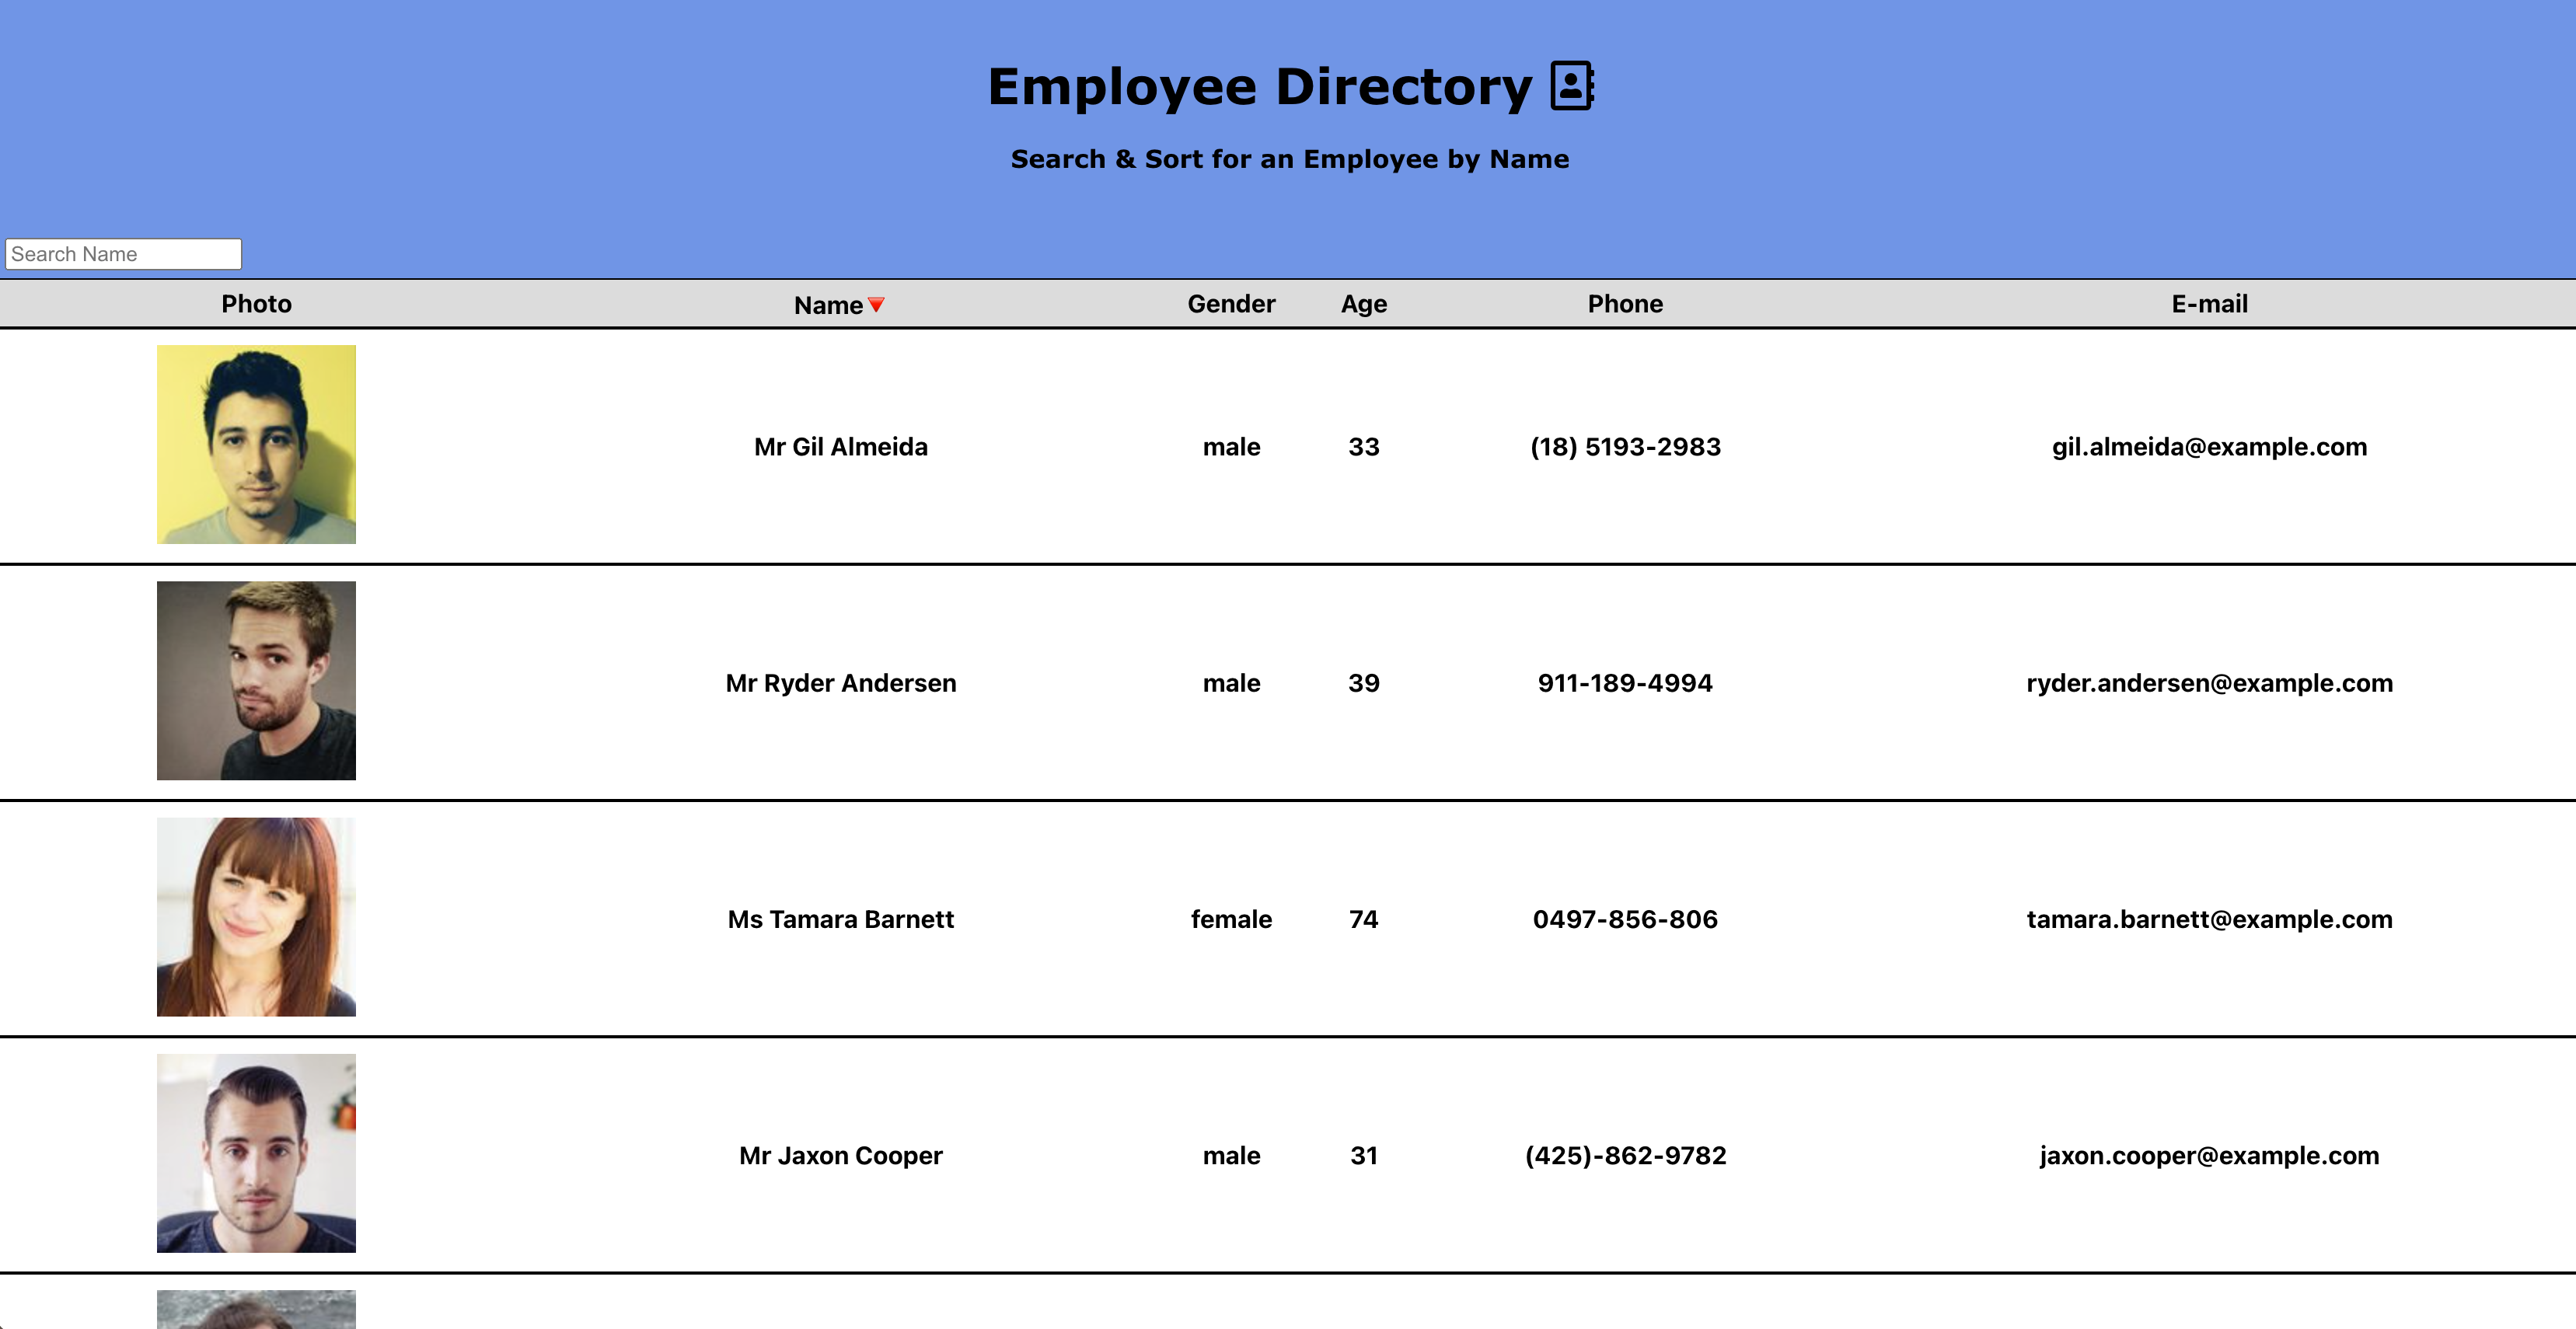 Employee Directory
Search & Sort for an Employee by Name
Search Name
Photo Name Gender Age Phone E-mail
Mr Gil Almeida male 33 (18) 5193-2983 gil.almeida@example.com
Mr Ryder Andersen male 39 911-189-4994 ryder.andersen@example.com
Ms Tamara Barnett female 74 0497-856-806 tamara.barnett@example.com
Mr Jaxon Cooper male 31 (425)-862-9782 jaxon.cooper@example.com